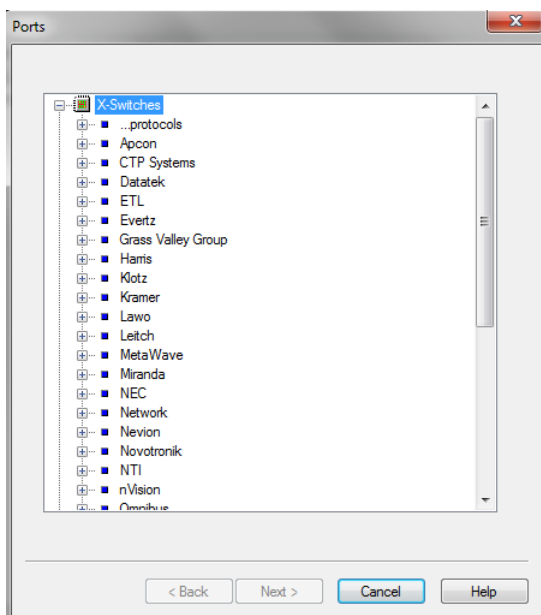 Ports
X-Switches
...protocols
Apcon
CTP Systems
Datatek
ETL
Evertz
Grass Valley Group
Harris
Klotz
Kramer
Lawo
Leitch
MetaWave
Miranda
NEC
Network
Nevion
Novotronik
NTI
nVision
Omnibus
< Back Next > Cancel Help